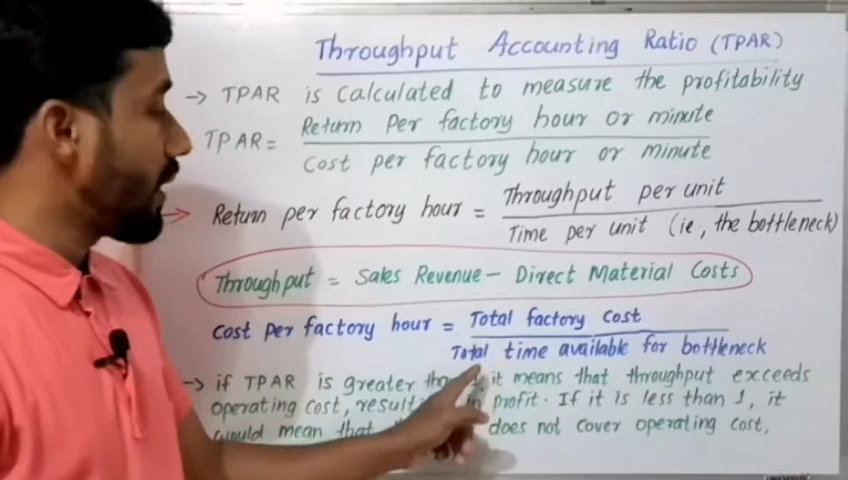 Throughput Accounting Ratio (TPAR)
→ TPAR is calculated to measure the profitability
TPAR = Return Per factory hour or minute
Cost per factory hour or minute
→ Return per factory hour = Throughput per unit
Time per unit (ie, the bottleneck)
Throughput = Sales Revenue - Direct Material Costs
Cost per factory hour = Total factory cost
Total time available for bottleneck
→ if TPAR is greater 1, it means that throughput exceeds
operating cost, in profit. If it is less than 1, it
would mean that does not cover operating cost,